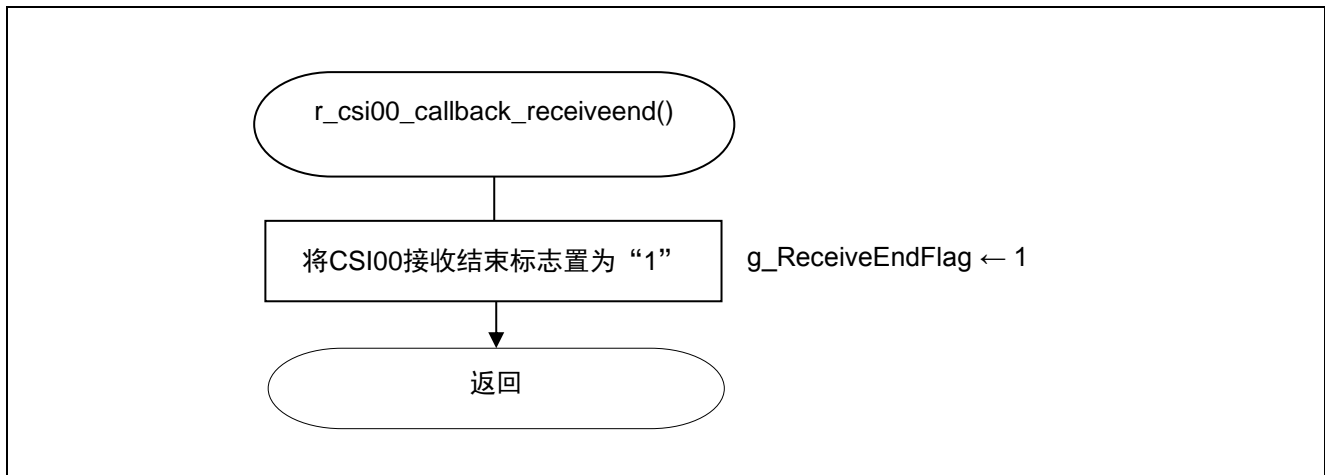 r_csi00_callback_receiveend()
将CSI00接收结束标志置为“1”
g_ReceiveEndFlag ← 1
返回